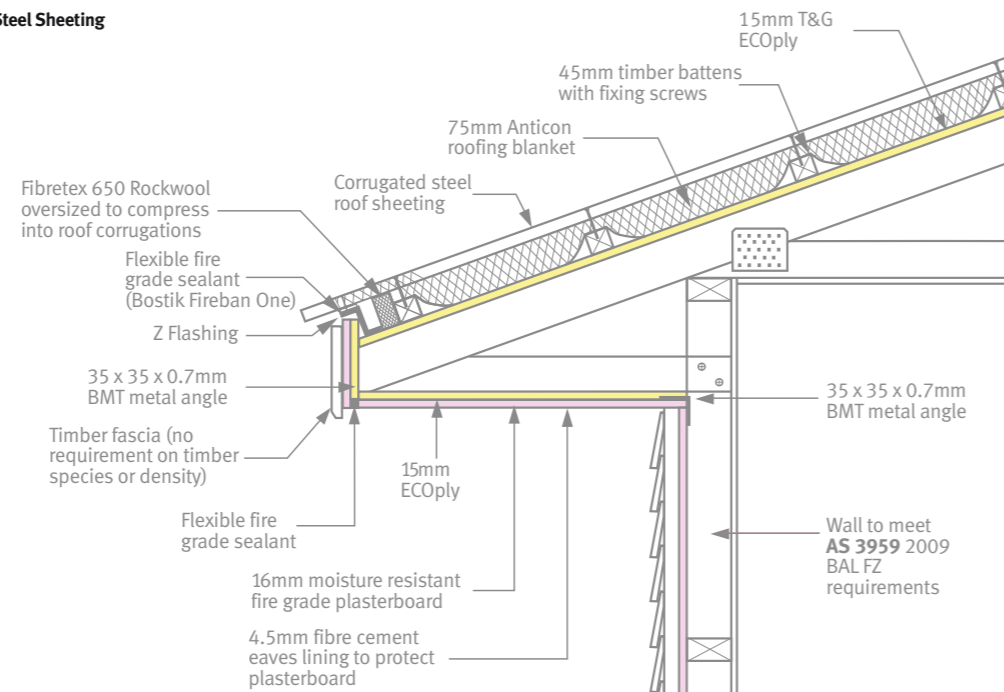 Steel Sheeting
15mm T&G
ECOply
45mm timber battens
with fixing screws
75mm Anticon
roofing blanket
Corrugated steel
roof sheeting
Fibretex 650 Rockwool
oversized to compress
into roof corrugations
Flexible fire
grade sealant
(Bostik Fireban One)
Z Flashing
35 x 35 x 0.7mm
BMT metal angle
Timber fascia (no
requirement on timber
species or density)
Flexible fire
grade sealant
15mm
ECOply
16mm moisture resistant
fire grade plasterboard
4.5mm fibre cement
eaves lining to protect
plasterboard
35 x 35 x 0.7mm
BMT metal angle
Wall to meet
AS 3959 2009
BAL FZ
requirements